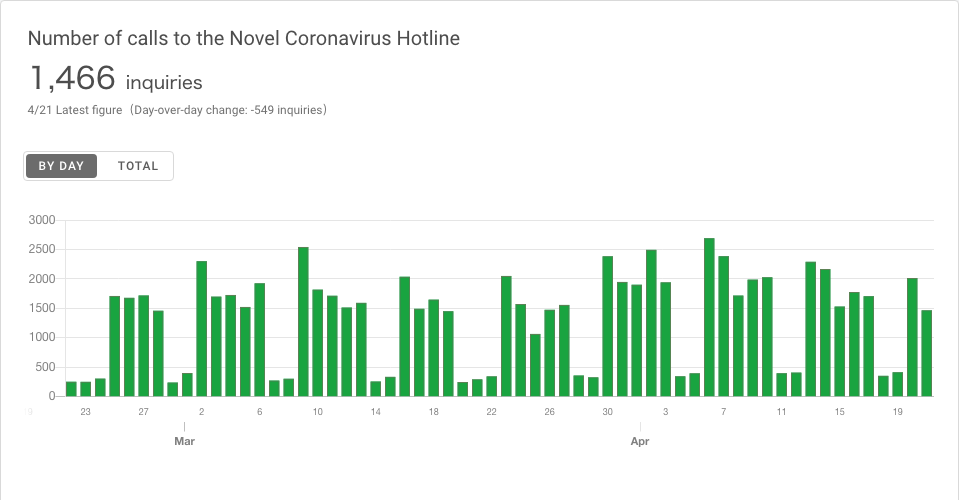 Number of calls to the Novel Coronavirus Hotline
1,466 inquiries
4/21 Latest figure（Day-over-day change: -549 inquiries）
BY DAY TOTAL
3000
2500
2000
1500
1000
500
0
23 27 2 6 10 14 18 22 26 30 3 7 11 15 19
Mar Apr